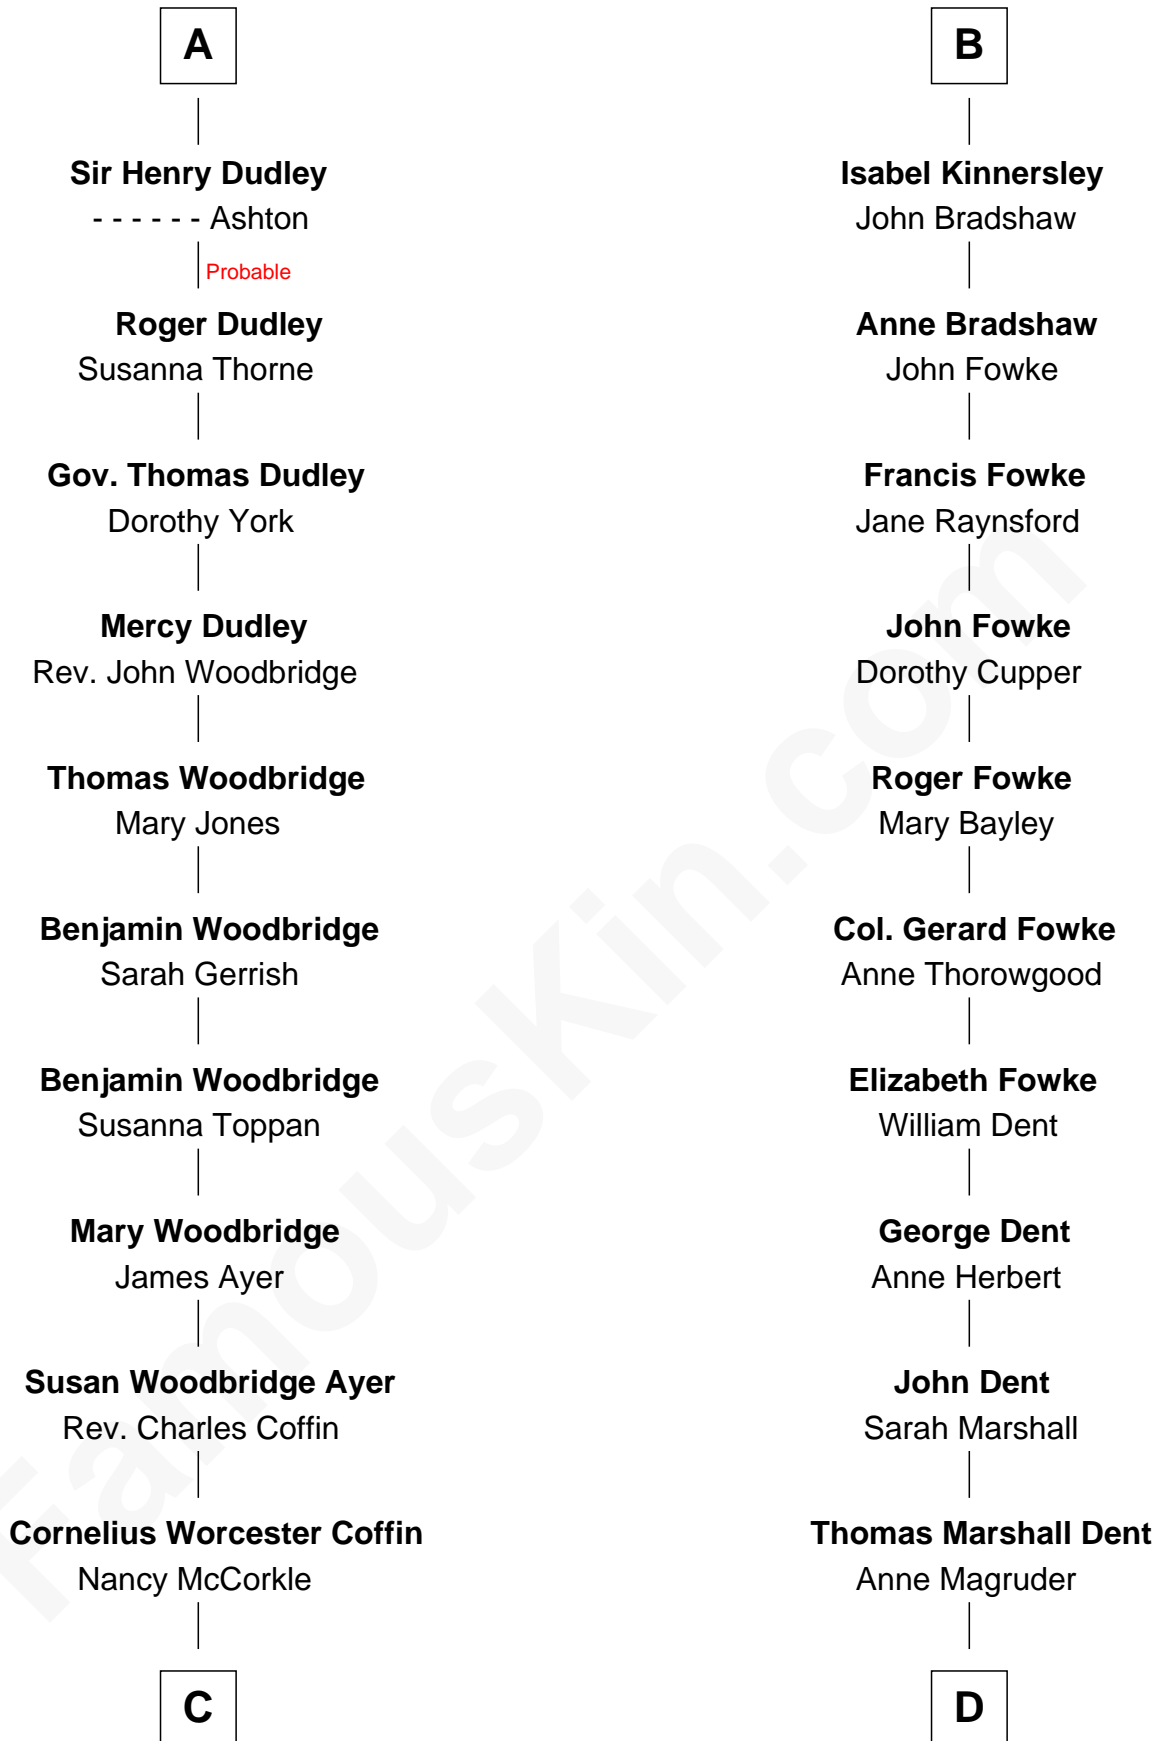 A
Sir Henry Dudley
- - - - - - Ashton
Probable
Roger Dudley
Susanna Thorne
Gov. Thomas Dudley
Dorothy York
Mercy Dudley
Rev. John Woodbridge
Thomas Woodbridge
Mary Jones
Benjamin Woodbridge
Sarah Gerrish
Benjamin Woodbridge
Susanna Toppan
Mary Woodbridge
James Ayer
Susan Woodbridge Ayer
Rev. Charles Coffin
Cornelius Worcester Coffin
Nancy McCorkle
C
B
Isabel Kinnersley
John Bradshaw
Anne Bradshaw
John Fowke
Francis Fowke
Jane Raynsford
John Fowke
Dorothy Cupper
Roger Fowke
Mary Bayley
Col. Gerard Fowke
Anne Thorowgood
Elizabeth Fowke
William Dent
George Dent
Anne Herbert
John Dent
Sarah Marshall
Thomas Marshall Dent
Anne Magruder
D
FamousKin.com